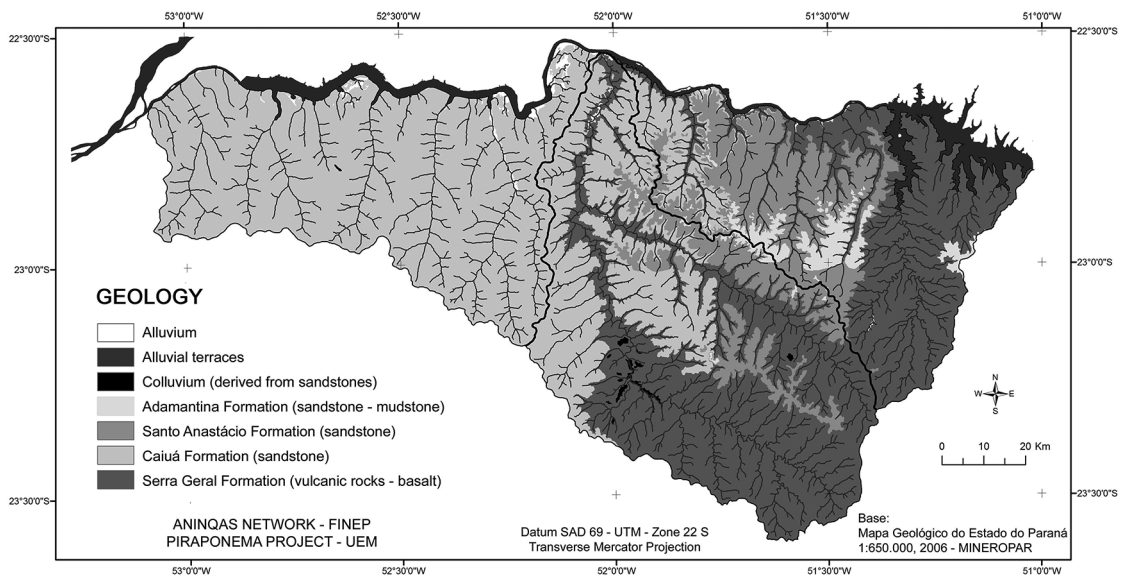 53°0'0"W 52°30'0"W 52°0'0"W 51°30'0"W 51°0'0"W
22°30'0"S 22°30'0"S
23°0'0"S 23°0'0"S
GEOLOGY
Alluvium
Alluvial terraces
Colluvium (derived from sandstones)
Adamantina Formation (sandstone - mudstone)
Santo Anastácio Formation (sandstone)
Caiuá Formation (sandstone)
Serra Geral Formation (vulcanic rocks - basalt)
N
W E
S
0 10 20 Km
23°30'0"S 23°30'0"S
ANINQAS NETWORK - FINEP
PIRAPONEMA PROJECT - UEM
Datum SAD 69 - UTM - Zone 22 S
Transverse Mercator Projection
Base:
Mapa Geológico do Estado do Paraná
1:650.000, 2006 - MINEROPAR
53°0'0"W 52°30'0"W 52°0'0"W 51°30'0"W 51°0'0"W